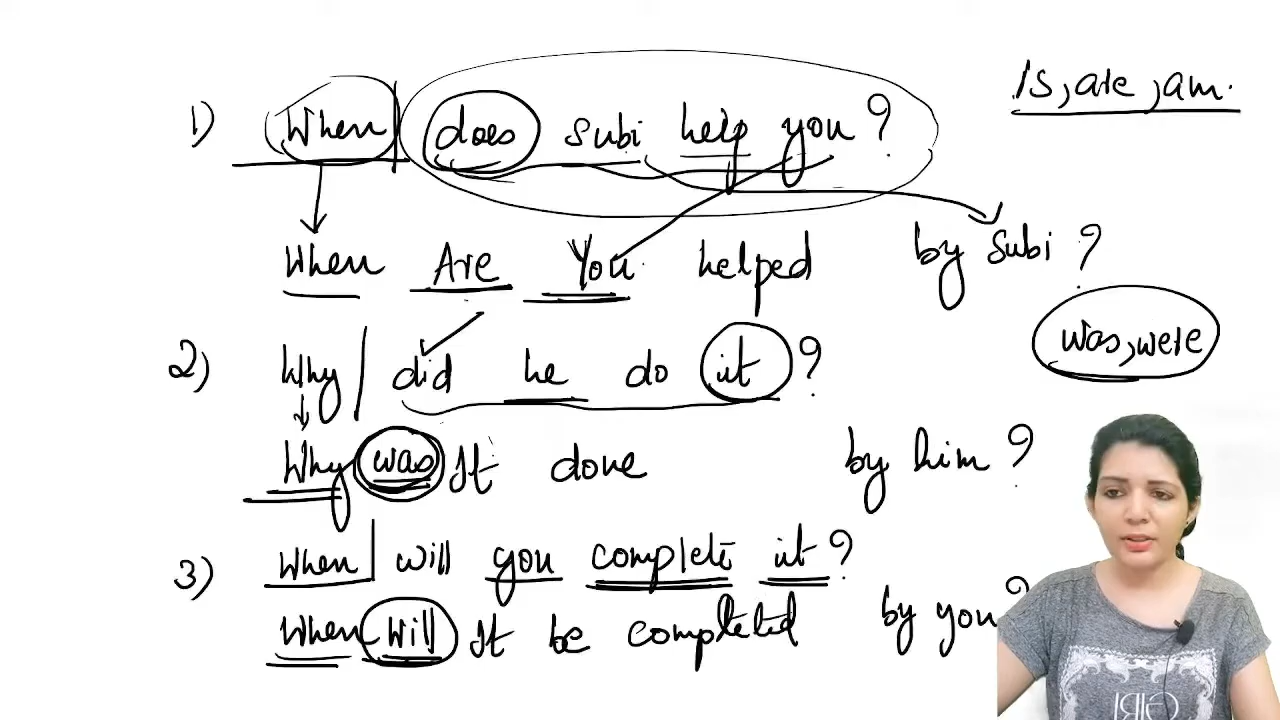 1) When does subi help you?
is, are, am.
When Are You helped by Subi?
2) Why did he do it?
was, were
Why was It done by him?
3) When will you complete it?
When will It be completed by you?